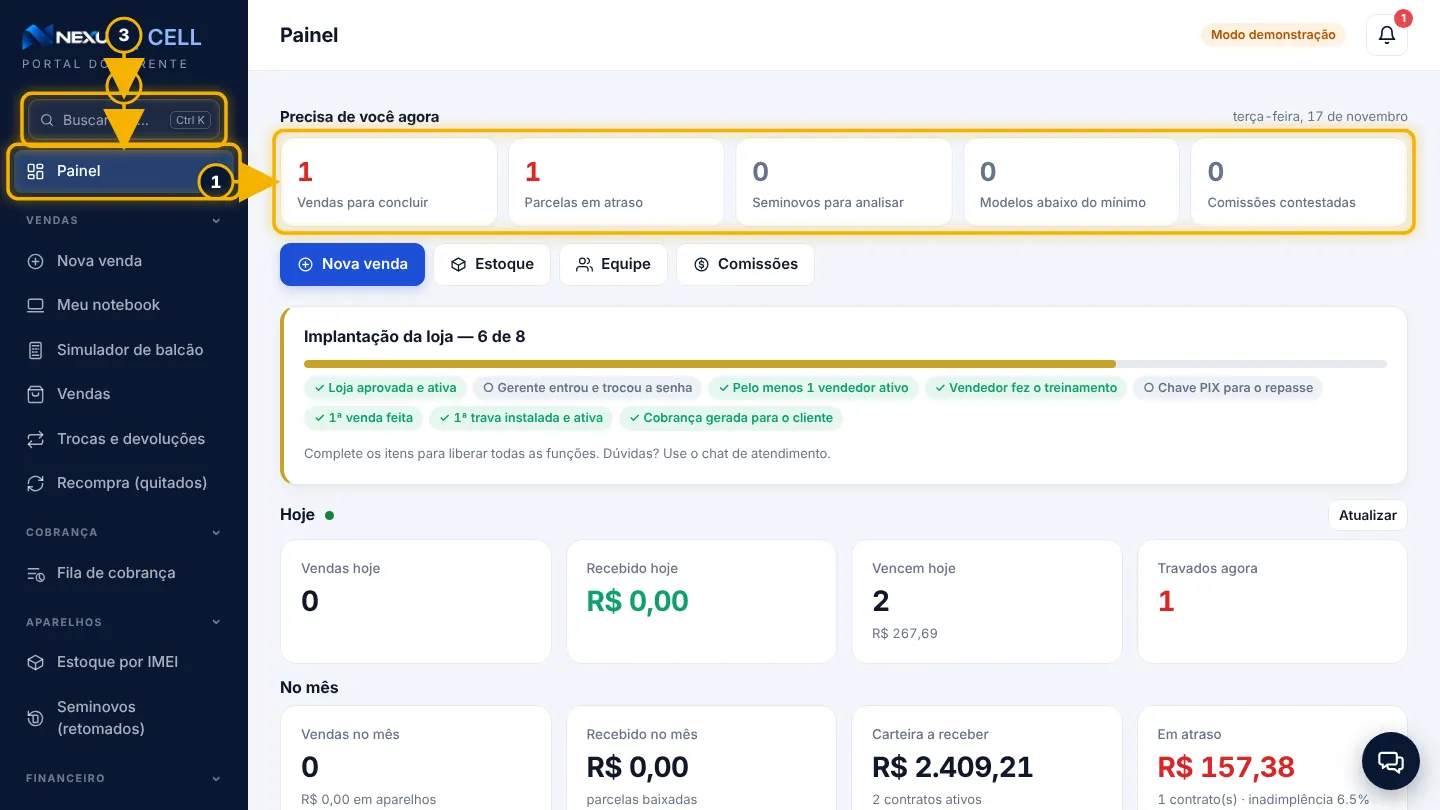 NEXU 3 CELL
PORTAL DO RENTE
Buscar ... Ctrl K
Painel
1
VENDAS
Nova venda
Meu notebook
Simulador de balcão
Vendas
Trocas e devoluções
Recompra (quitados)
COBRANÇA
Fila de cobrança
APARELHOS
Estoque por IMEI
Seminovos
(retomados)
FINANCEIRO
Painel
Modo demonstração
1
Precisa de você agora
terça-feira, 17 de novembro
1
Vendas para concluir
1
Parcelas em atraso
0
Seminovos para analisar
0
Modelos abaixo do mínimo
0
Comissões contestadas
Nova venda
Estoque
Equipe
Comissões
Implantação da loja — 6 de 8
✓ Loja aprovada e ativa
○ Gerente entrou e trocou a senha
✓ Pelo menos 1 vendedor ativo
✓ Vendedor fez o treinamento
○ Chave PIX para o repasse
✓ 1ª venda feita
✓ 1ª trava instalada e ativa
✓ Cobrança gerada para o cliente
Complete os itens para liberar todas as funções. Dúvidas? Use o chat de atendimento.
Hoje
Atualizar
Vendas hoje
0
Recebido hoje
R$ 0,00
Vencem hoje
2
R$ 267,69
Travados agora
1
No mês
Vendas no mês
0
R$ 0,00 em aparelhos
Recebido no mês
R$ 0,00
parcelas baixadas
Carteira a receber
R$ 2.409,21
2 contratos ativos
Em atraso
R$ 157,38
1 contrato(s) · inadimplência 6.5%